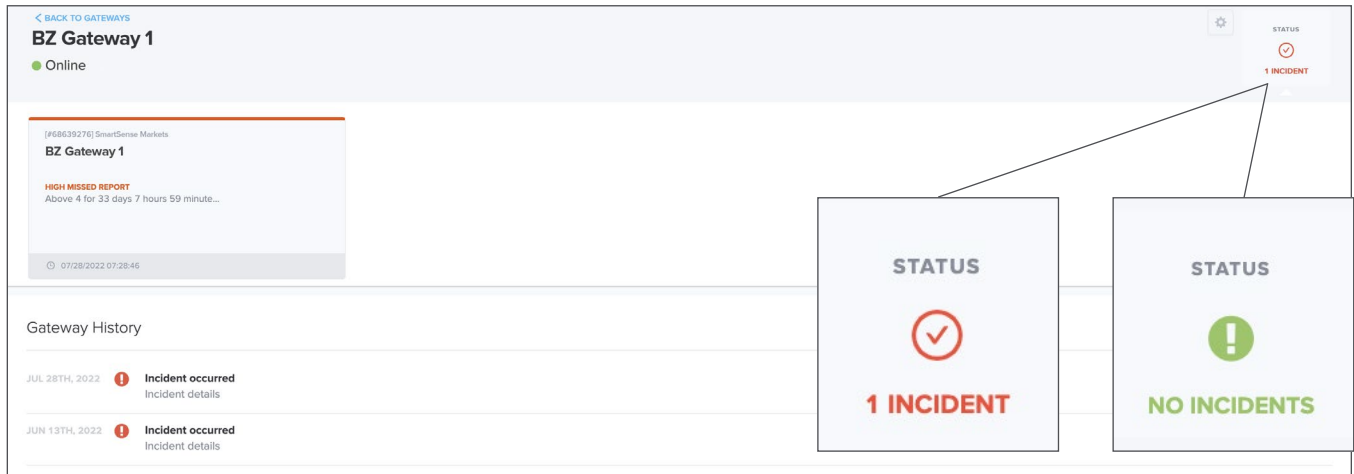 BACK TO GATEWAYS
BZ Gateway 1
Online
STATUS
1 INCIDENT
[#68639276] SmartSense Markets
BZ Gateway 1
HIGH MISSED REPORT
Above 4 for 33 days 7 hours 59 minute...
07/28/2022 07:28:46
STATUS
1 INCIDENT
STATUS
NO INCIDENTS
Gateway History
JUL 28TH, 2022 Incident occurred
Incident details
JUN 13TH, 2022 Incident occurred
Incident details